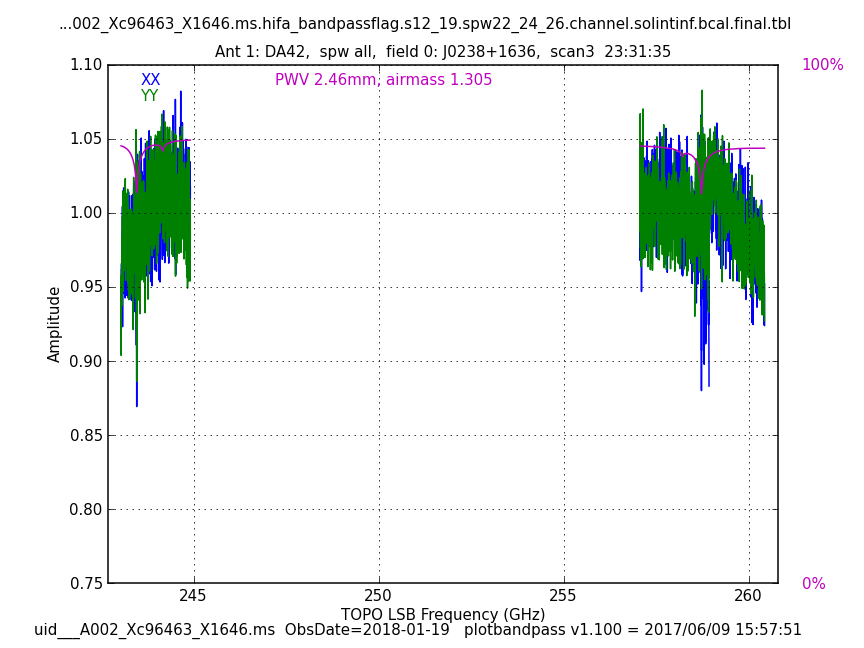 ...002_Xc96463_X1646.ms.hifa_bandpassflag.s12_19.spw22_24_26.channel.solintinf.bcal.final.tbl
Ant 1: DA42,  spw all,  field 0: J0238+1636,  scan3  23:31:35
1.10
100%
XX
PWV 2.46mm, airmass 1.305
YY
1.05
1.00
0.95
Amplitude
0.90
0.85
0.80
0.75
0%
245
250
255
260
TOPO LSB Frequency (GHz)
uid___A002_Xc96463_X1646.ms  ObsDate=2018-01-19   plotbandpass v1.100 = 2017/06/09 15:57:51